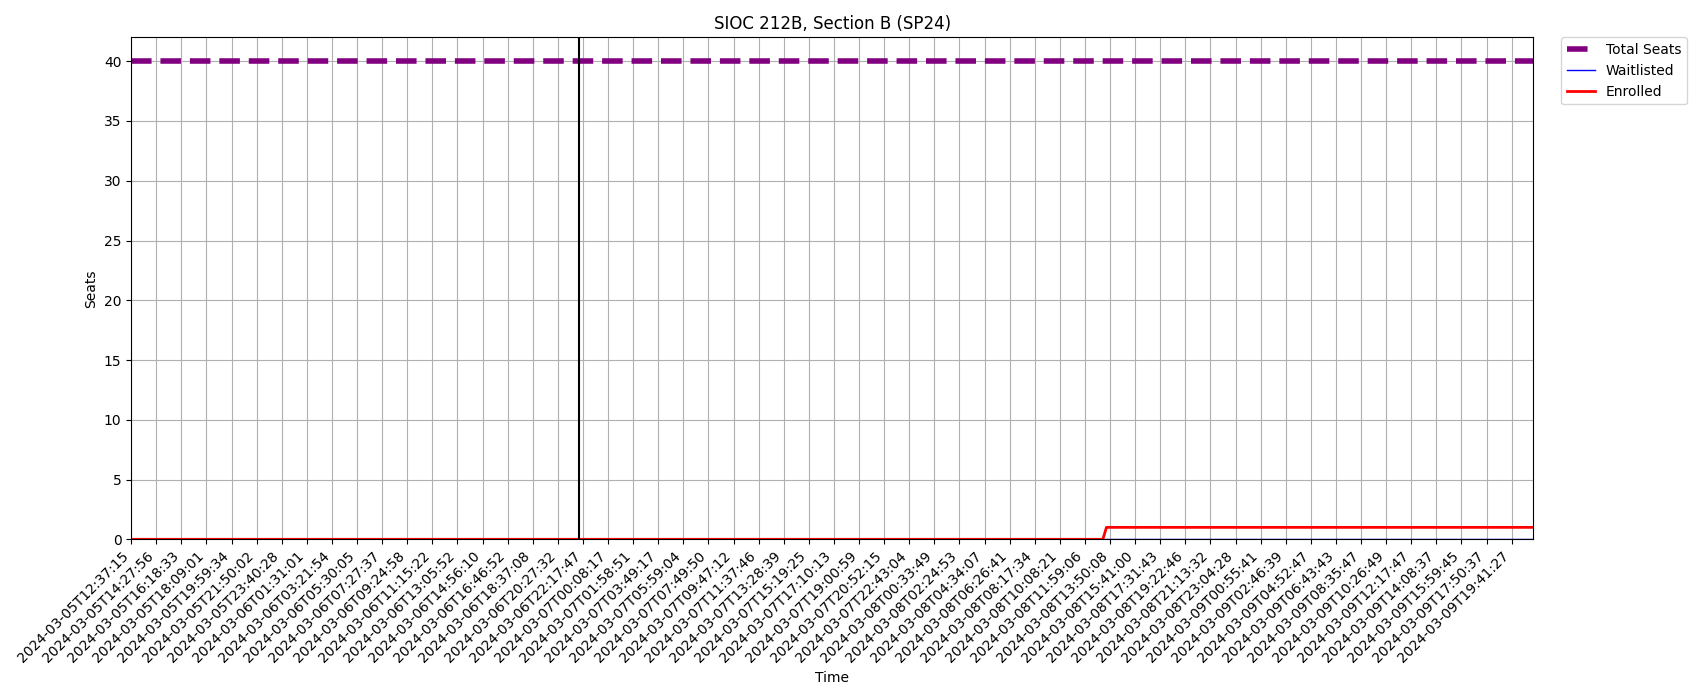 SIOC 212B, Section B (SP24)
Total Seats
Waitlisted
Enrolled
40
35
30
25
20
15
10
5
0
Seats
2024-03-05T12:37:15
2024-03-05T14:27:56
2024-03-05T16:18:33
2024-03-05T18:09:01
2024-03-05T19:59:34
2024-03-05T21:50:02
2024-03-05T23:40:28
2024-03-06T01:31:01
2024-03-06T03:21:54
2024-03-06T05:30:05
2024-03-06T07:27:37
2024-03-06T09:24:58
2024-03-06T11:15:22
2024-03-06T13:05:52
2024-03-06T14:56:10
2024-03-06T16:46:52
2024-03-06T18:37:08
2024-03-06T20:27:32
2024-03-06T22:17:47
2024-03-07T00:08:17
2024-03-07T01:58:51
2024-03-07T03:49:17
2024-03-07T05:59:04
2024-03-07T07:49:50
2024-03-07T09:47:12
2024-03-07T11:37:46
2024-03-07T13:28:39
2024-03-07T15:19:25
2024-03-07T17:10:13
2024-03-07T19:00:59
2024-03-07T20:52:15
2024-03-07T22:43:04
2024-03-08T00:33:49
2024-03-08T02:24:53
2024-03-08T04:34:07
2024-03-08T06:26:41
2024-03-08T08:17:34
2024-03-08T10:08:21
2024-03-08T11:59:06
2024-03-08T13:50:08
2024-03-08T15:41:00
2024-03-08T17:31:43
2024-03-08T19:22:46
2024-03-08T21:13:32
2024-03-08T23:04:28
2024-03-09T00:55:41
2024-03-09T02:46:39
2024-03-09T04:52:47
2024-03-09T06:43:43
2024-03-09T08:35:47
2024-03-09T10:26:49
2024-03-09T12:17:47
2024-03-09T14:08:37
2024-03-09T15:59:45
2024-03-09T17:50:37
2024-03-09T19:41:27
Time